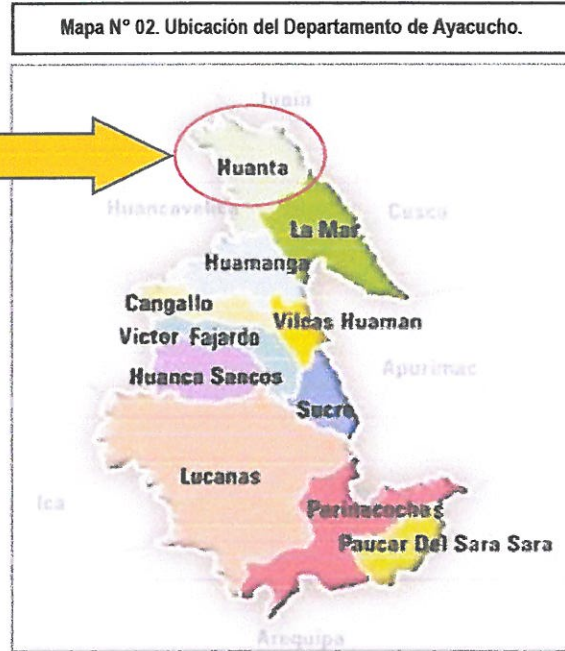 Mapa N° 02. Ubicación del Departamento de Ayacucho.
Junin
Huanta
Huancavelica
Cusco
La Mar
Huamanga
Cangallo
Vilcas Huaman
Victor Fajardo
Apurimac
Huanca Sancos
Sucre
Lucanas
Ica
Parinacochas
Paucar Del Sara Sara
Arequipa